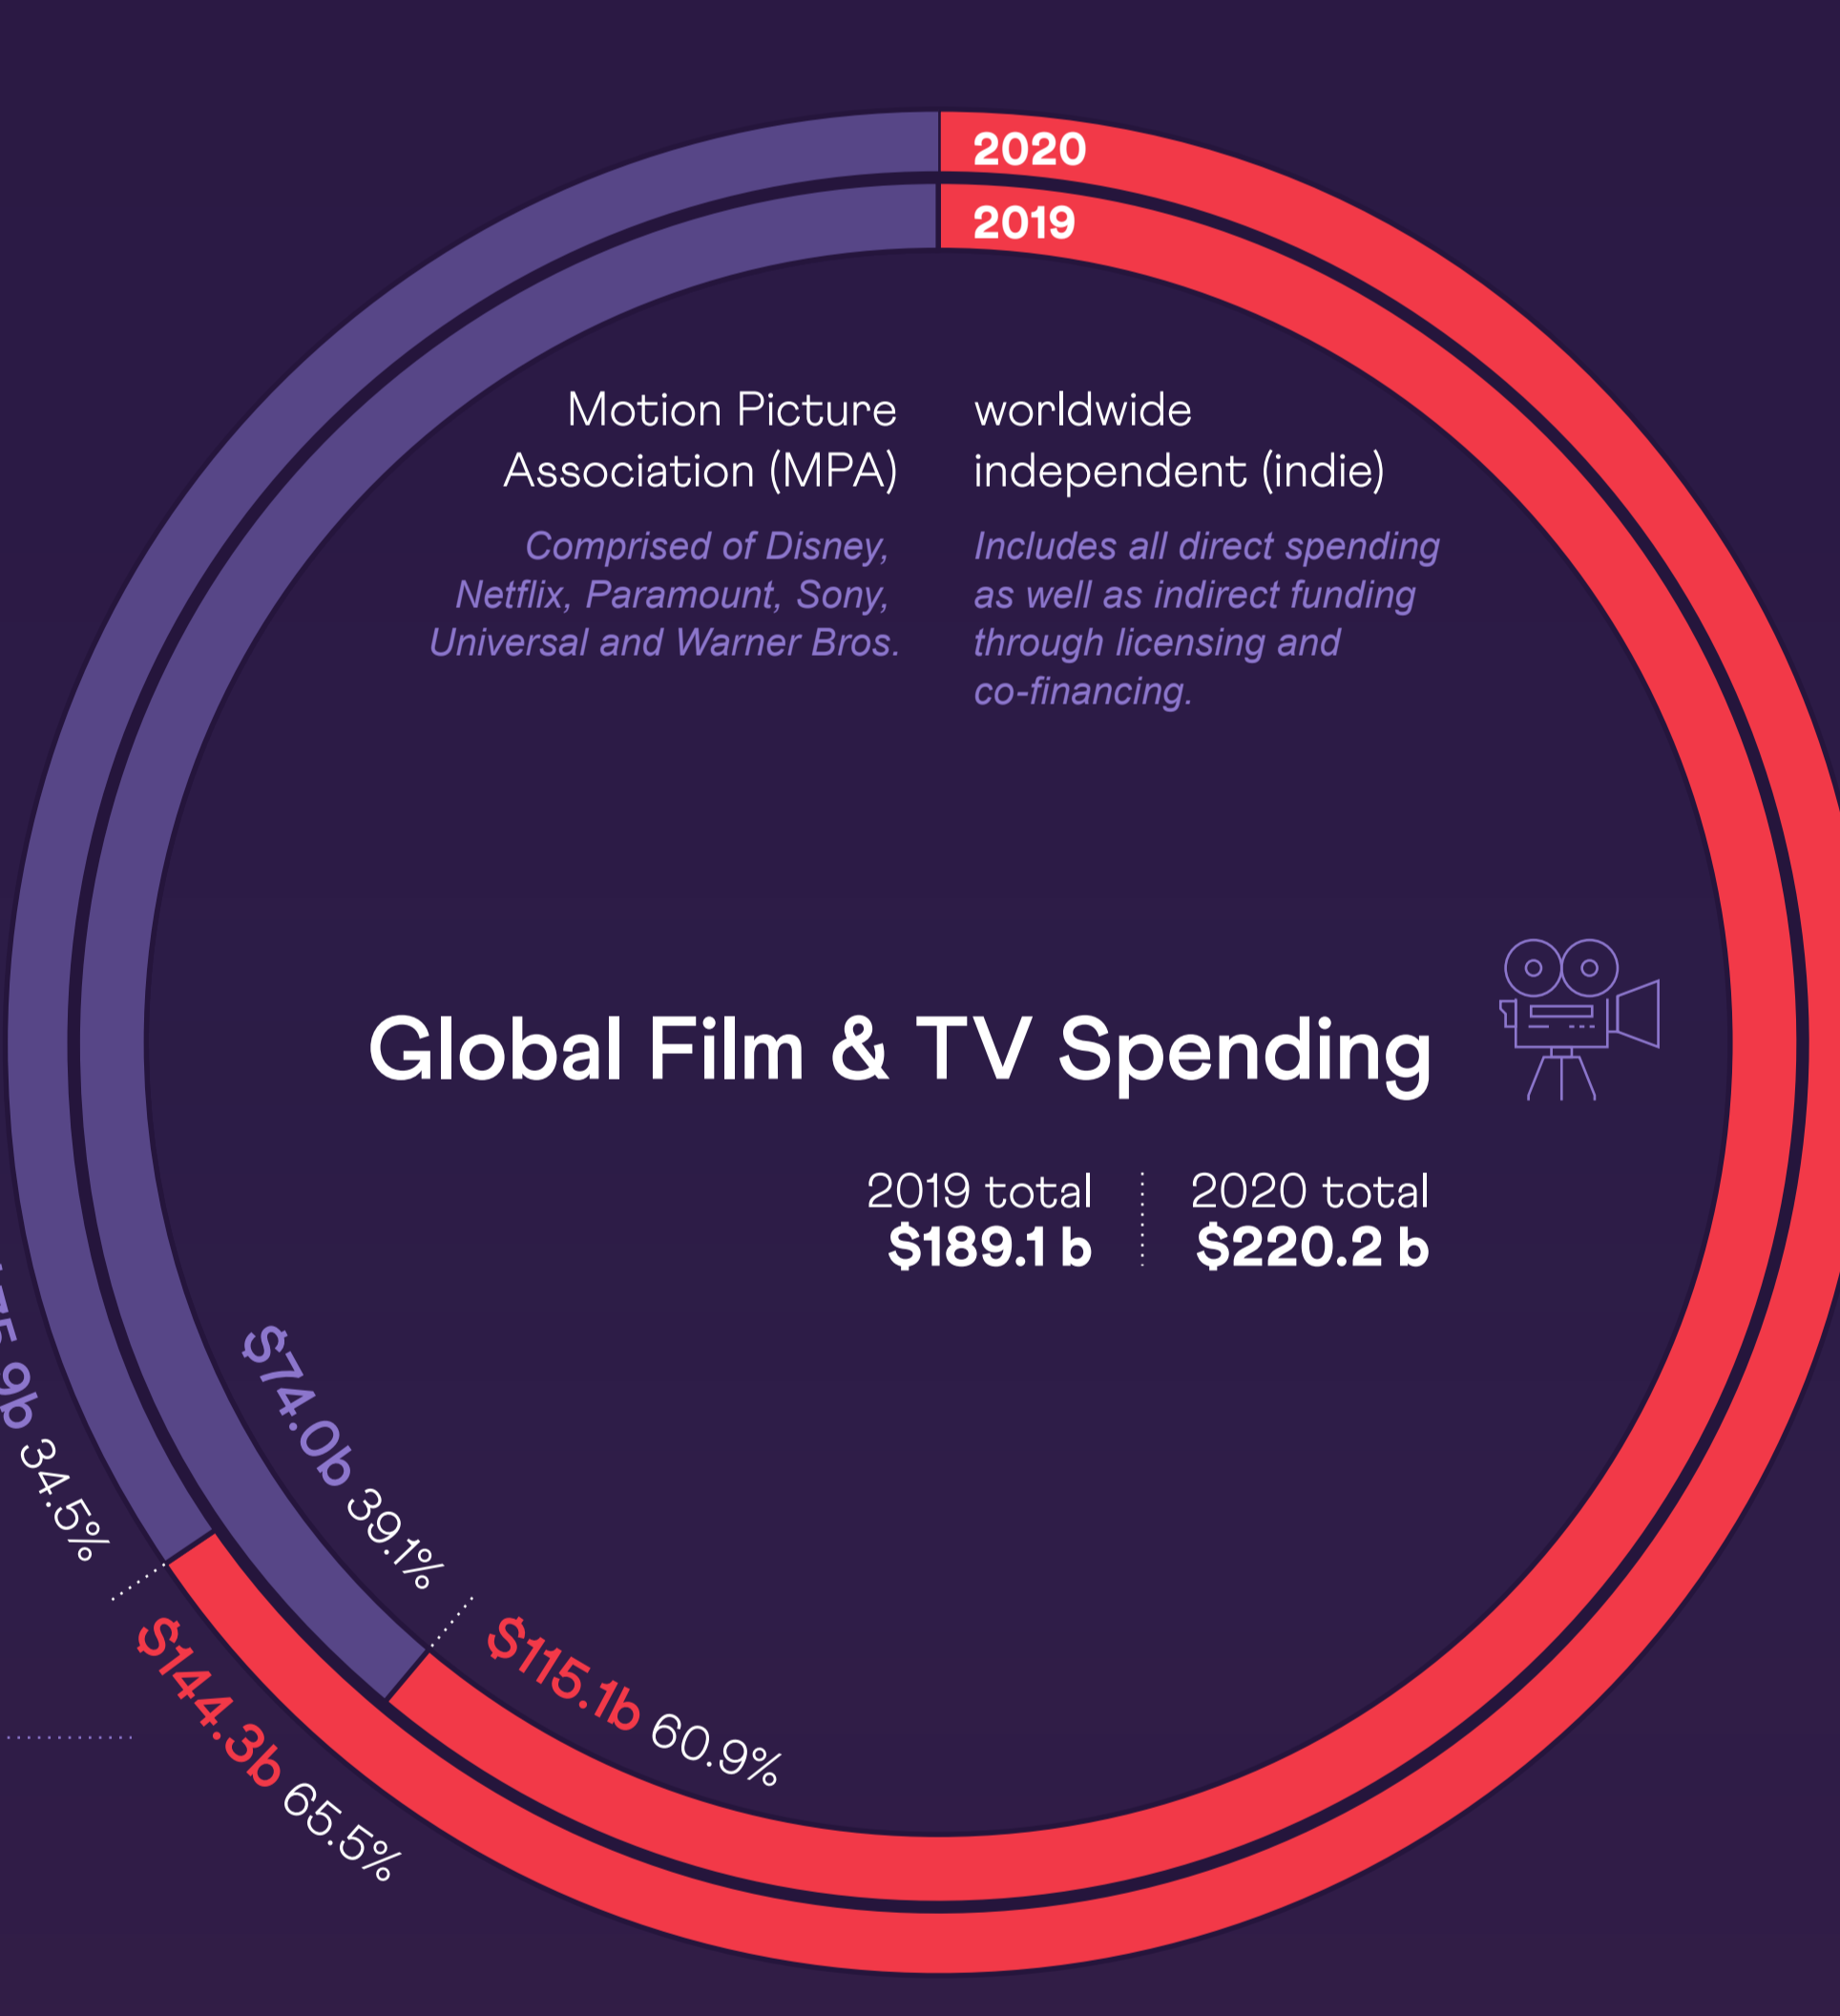 2020
2019
Motion Picture
Association (MPA)
Comprised of Disney,
Netflix, Paramount, Sony,
Universal and Warner Bros.
worldwide
independent (indie)
Includes all direct spending
as well as indirect funding
through licensing and
co-financing.
Global Film & TV Spending
2019 total
$189.1 b
2020 total
$220.2 b
$74.0b 39.1%
$115.1b 60.9%
34.5%
$144.3b 65.5%